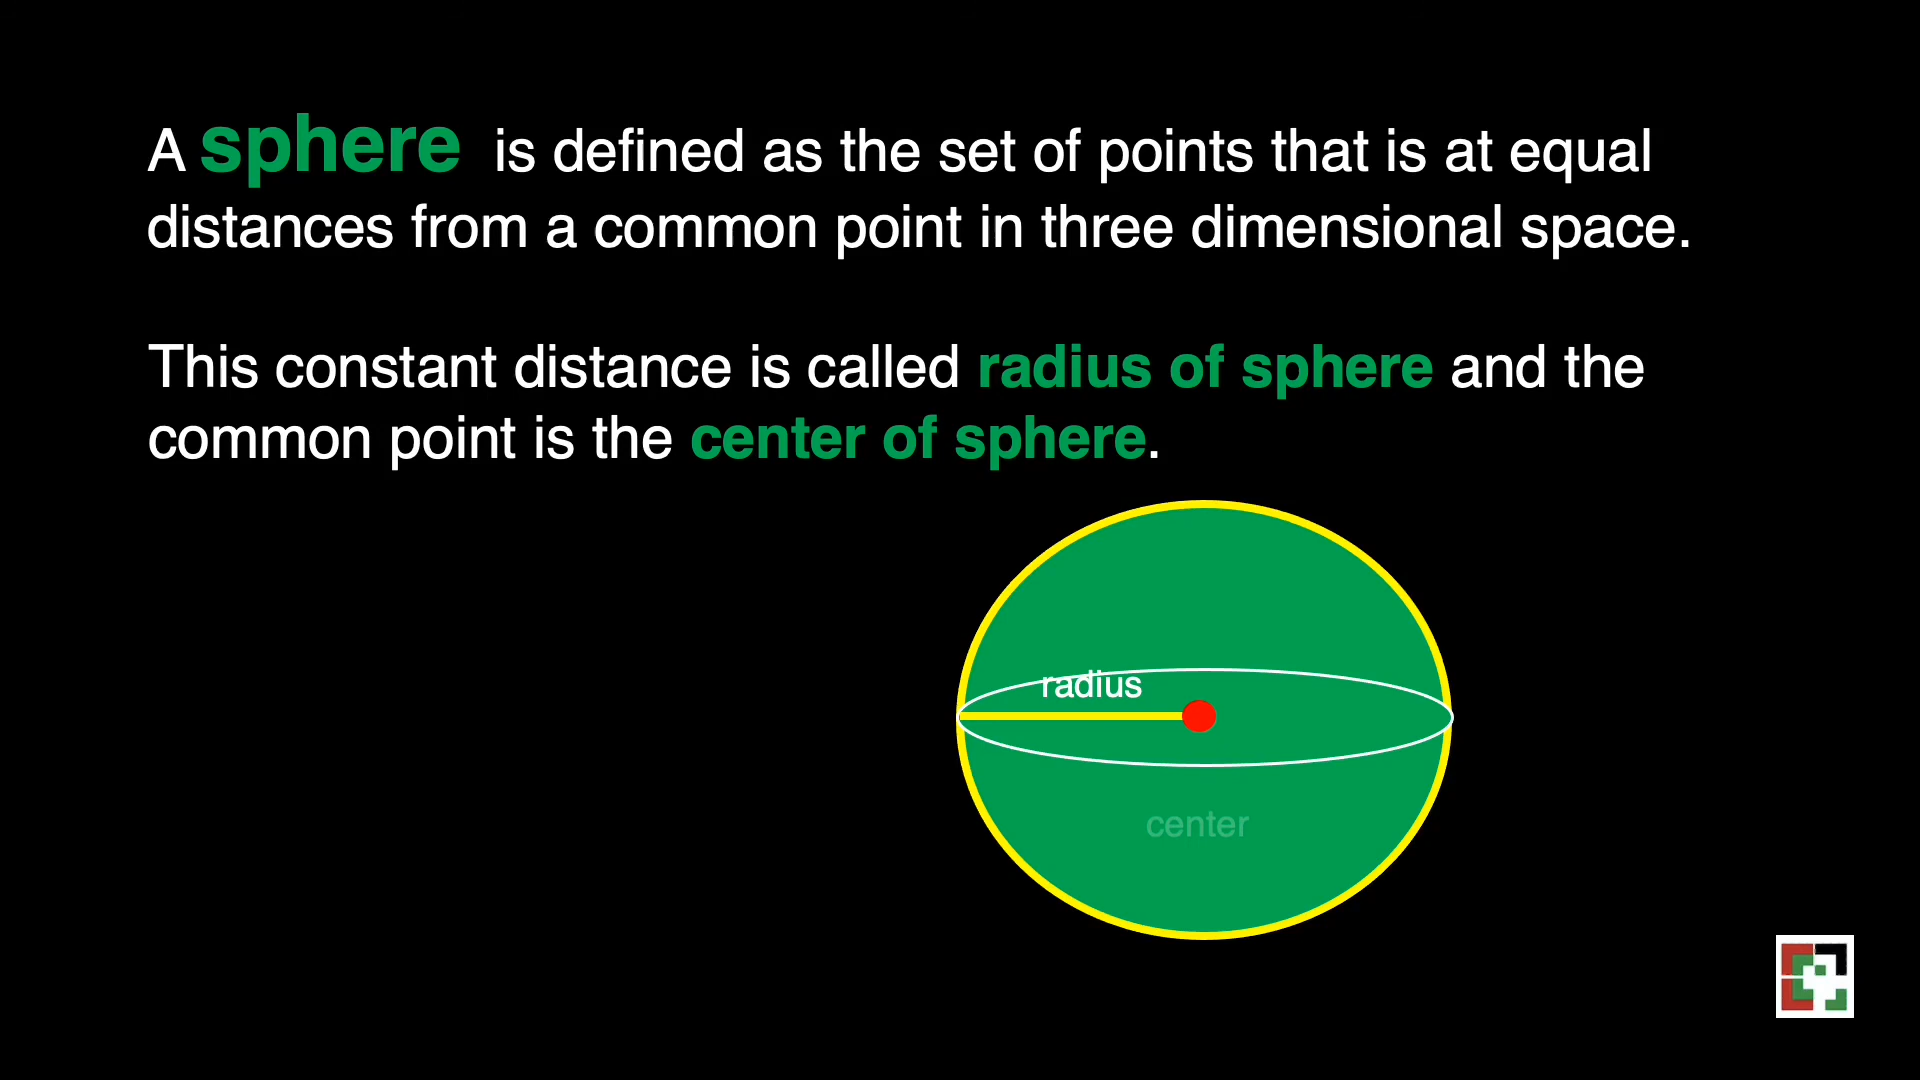 A sphere is defined as the set of points that is at equal
distances from a common point in three dimensional space.
This constant distance is called radius of sphere and the
common point is the center of sphere.
radius
center